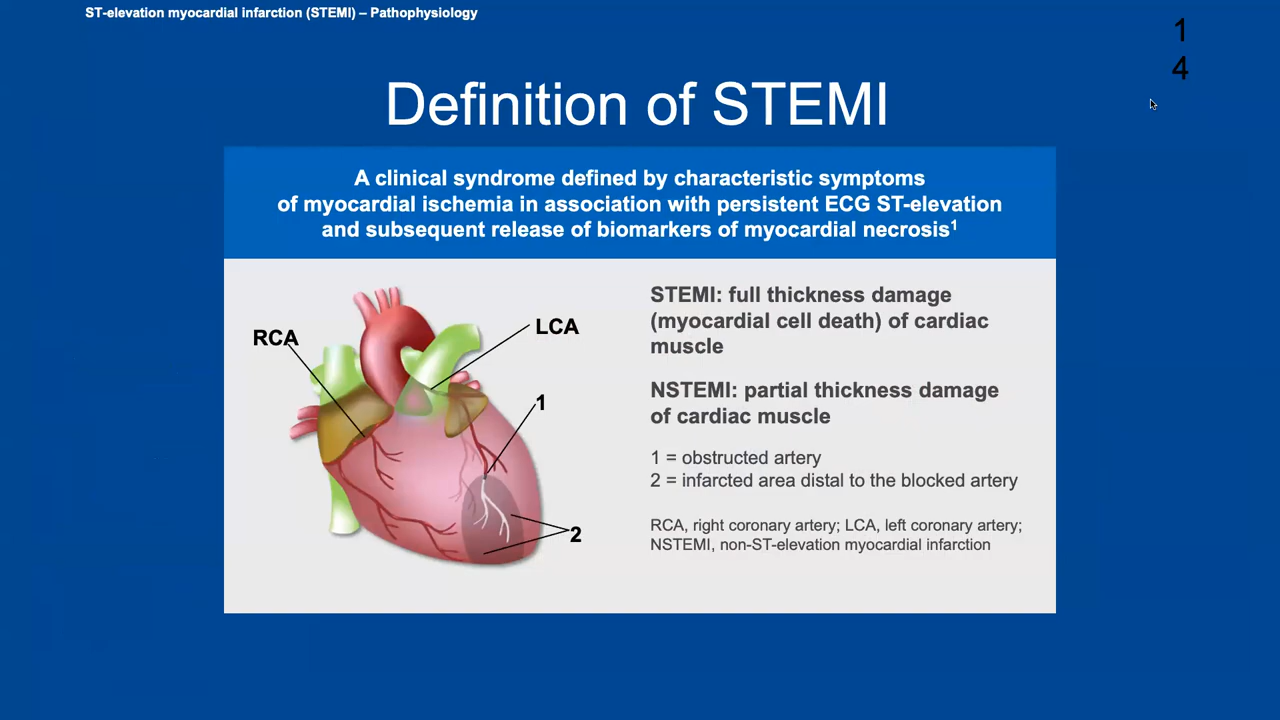 ST-elevation myocardial infarction (STEMI) – Pathophysiology
1
4
Definition of STEMI
A clinical syndrome defined by characteristic symptoms
of myocardial ischemia in association with persistent ECG ST-elevation
and subsequent release of biomarkers of myocardial necrosis1
RCA
LCA
1
2
STEMI: full thickness damage
(myocardial cell death) of cardiac
muscle
NSTEMI: partial thickness damage
of cardiac muscle
1 = obstructed artery
2 = infarcted area distal to the blocked artery
RCA, right coronary artery; LCA, left coronary artery;
NSTEMI, non-ST-elevation myocardial infarction